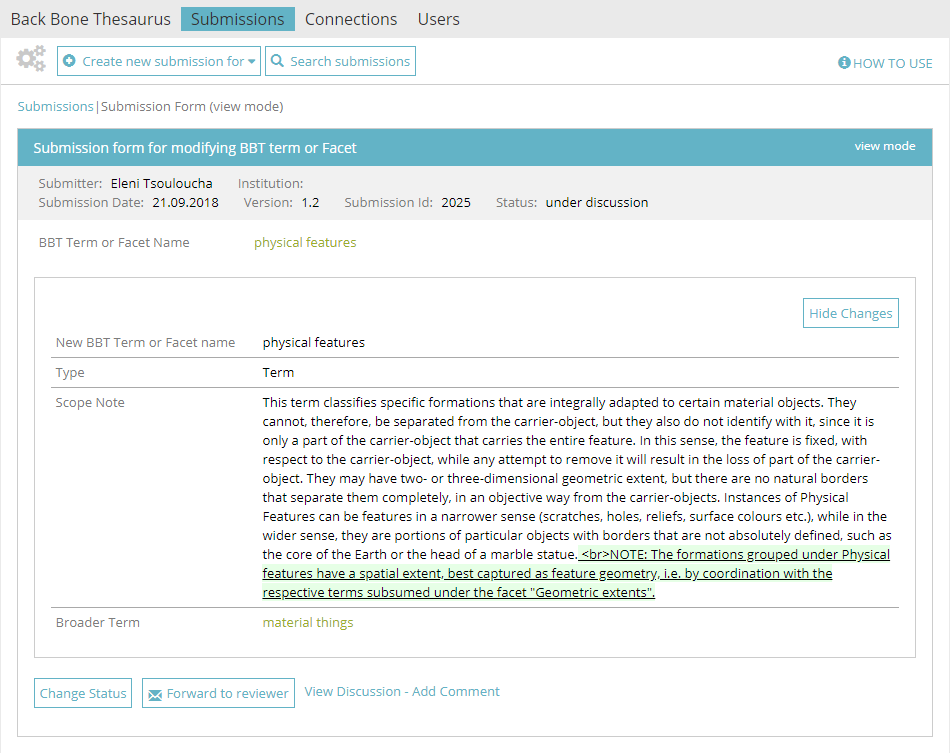 Back Bone Thesaurus Submissions Connections Users
Create new submission for Search submissions HOW TO USE
Submissions|Submission Form (view mode)
Submission form for modifying BBT term or Facet view mode
Submitter: Eleni Tsouloucha Institution:
Submission Date: 21.09.2018 Version: 1.2 Submission Id: 2025 Status: under discussion
BBT Term or Facet Name physical features
Hide Changes
New BBT Term or Facet name physical features
Type Term
Scope Note This term classifies specific formations that are integrally adapted to certain material objects. They
cannot, therefore, be separated from the carrier-object, but they also do not identify with it, since it is
only a part of the carrier-object that carries the entire feature. In this sense, the feature is fixed, with
respect to the carrier-object, while any attempt to remove it will result in the loss of part of the carrier-
object. They may have two- or three-dimensional geometric extent, but there are no natural borders
that separate them completely, in an objective way from the carrier-objects. Instances of Physical
Features can be features in a narrower sense (scratches, holes, reliefs, surface colours etc.), while in the
wider sense, they are portions of particular objects with borders that are not absolutely defined, such as
the core of the Earth or the head of a marble statue. <br>NOTE: The formations grouped under Physical
features have a spatial extent, best captured as feature geometry, i.e. by coordination with the
respective terms subsumed under the facet "Geometric extents".
Broader Term material things
Change Status Forward to reviewer View Discussion - Add Comment